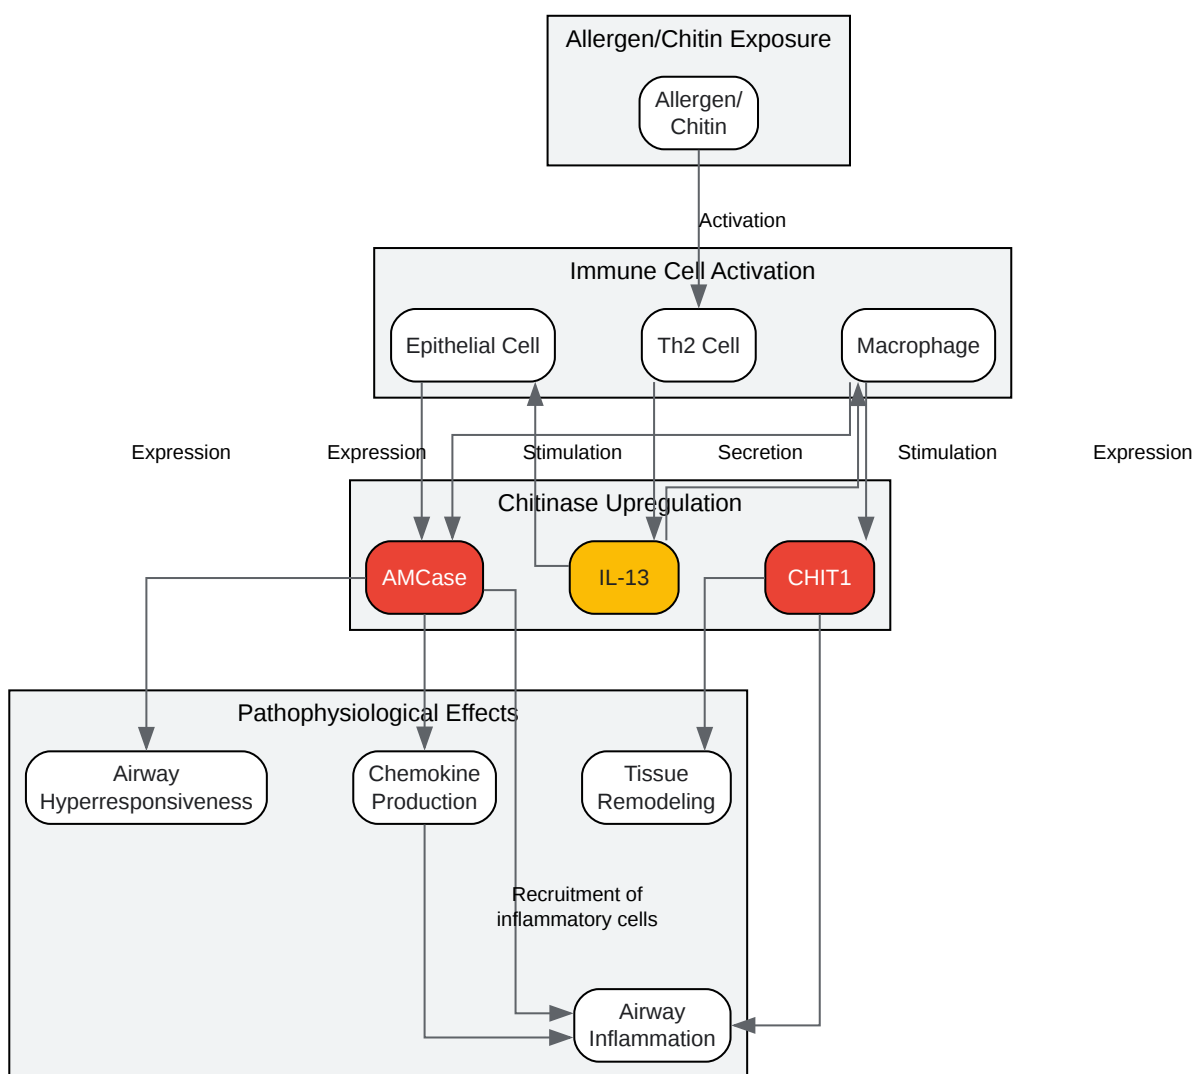 Allergen/Chitin Exposure
Allergen/
Chitin
Activation
Immune Cell Activation
Epithelial Cell
Th2 Cell
Macrophage
Expression
Expression
Stimulation
Secretion
Stimulation
Expression
Chitinase Upregulation
AMCase
IL-13
CHIT1
Pathophysiological Effects
Airway
Hyperresponsiveness
Chemokine
Production
Tissue
Remodeling
Recruitment of
inflammatory cells
Airway
Inflammation